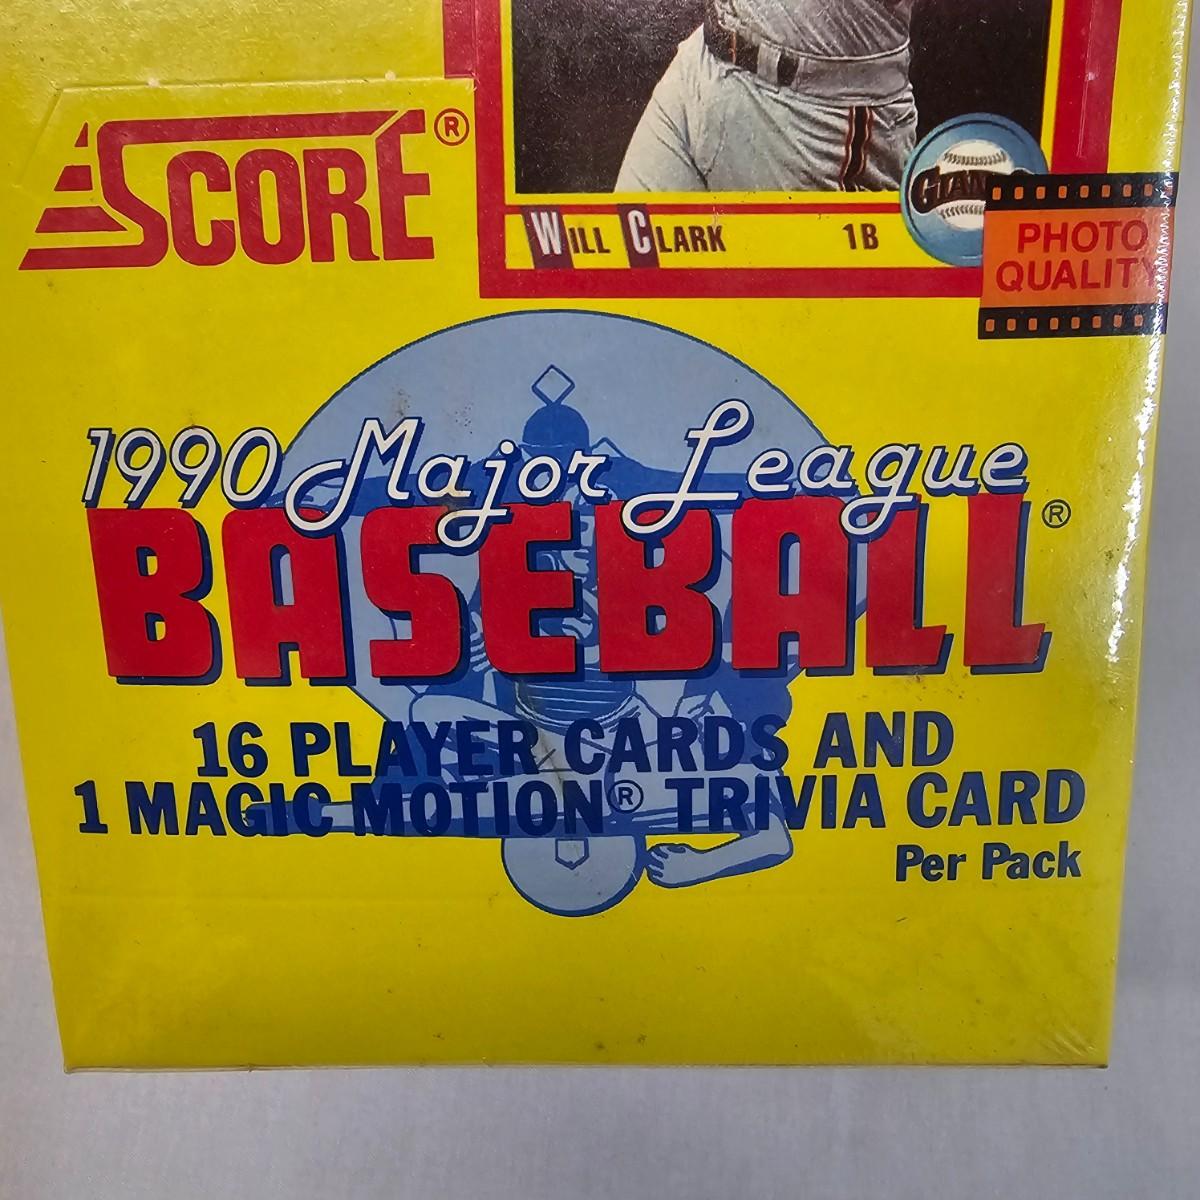 SCORE®
WILL CLARK 1B
GIANTS
PHOTO
QUALITY
1990 Major League
BASEBALL®
16 PLAYER CARDS AND
1 MAGIC MOTION® TRIVIA CARD
Per Pack